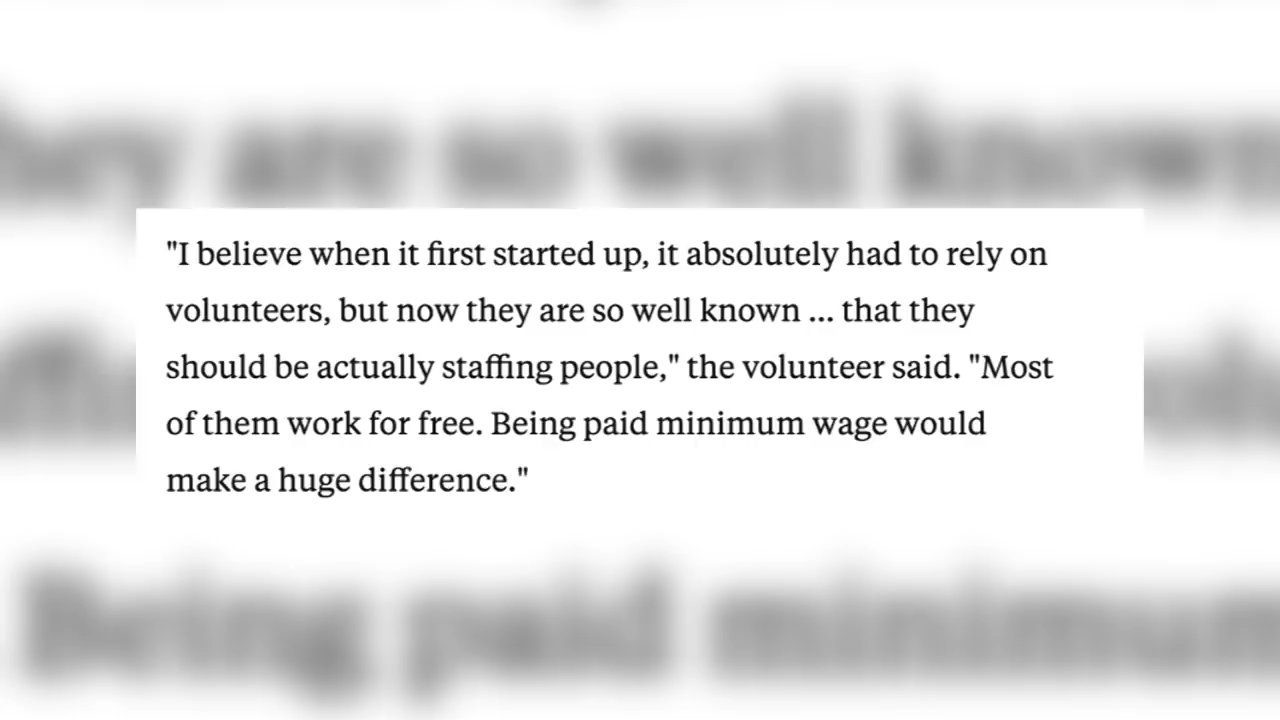 "I believe when it first started up, it absolutely had to rely on
volunteers, but now they are so well known ... that they
should be actually staffing people," the volunteer said. "Most
of them work for free. Being paid minimum wage would
make a huge difference."